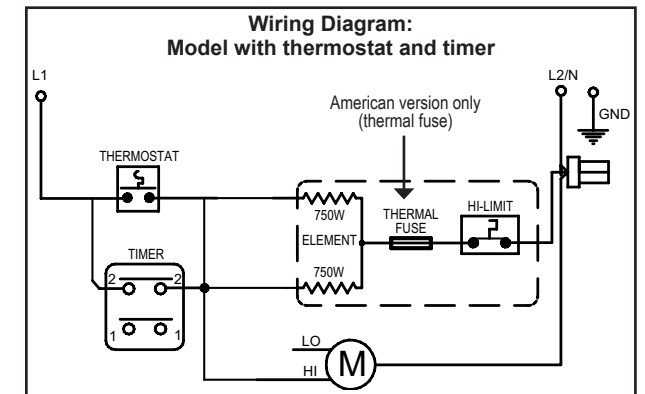 Wiring Diagram:
Model with thermostat and timer
L1
L2/N
American version only
(thermal fuse)
GND
THERMOSTAT
750W
THERMAL
FUSE
HI-LIMIT
ELEMENT
TIMER
750W
2 2
1 1
LO
HI
M